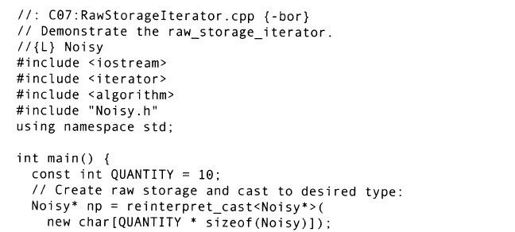 //: C07:RawStorageIterator.cpp {-bor}
// Demonstrate the raw_storage_iterator.
//{L} Noisy
#include <iostream>
#include <iterator>
#include <algorithm>
#include "Noisy.h"
using namespace std;

int main() {
  const int QUANTITY = 10;
  // Create raw storage and cast to desired type:
  Noisy* np = reinterpret_cast<Noisy*>(
    new char[QUANTITY * sizeof(Noisy)]);